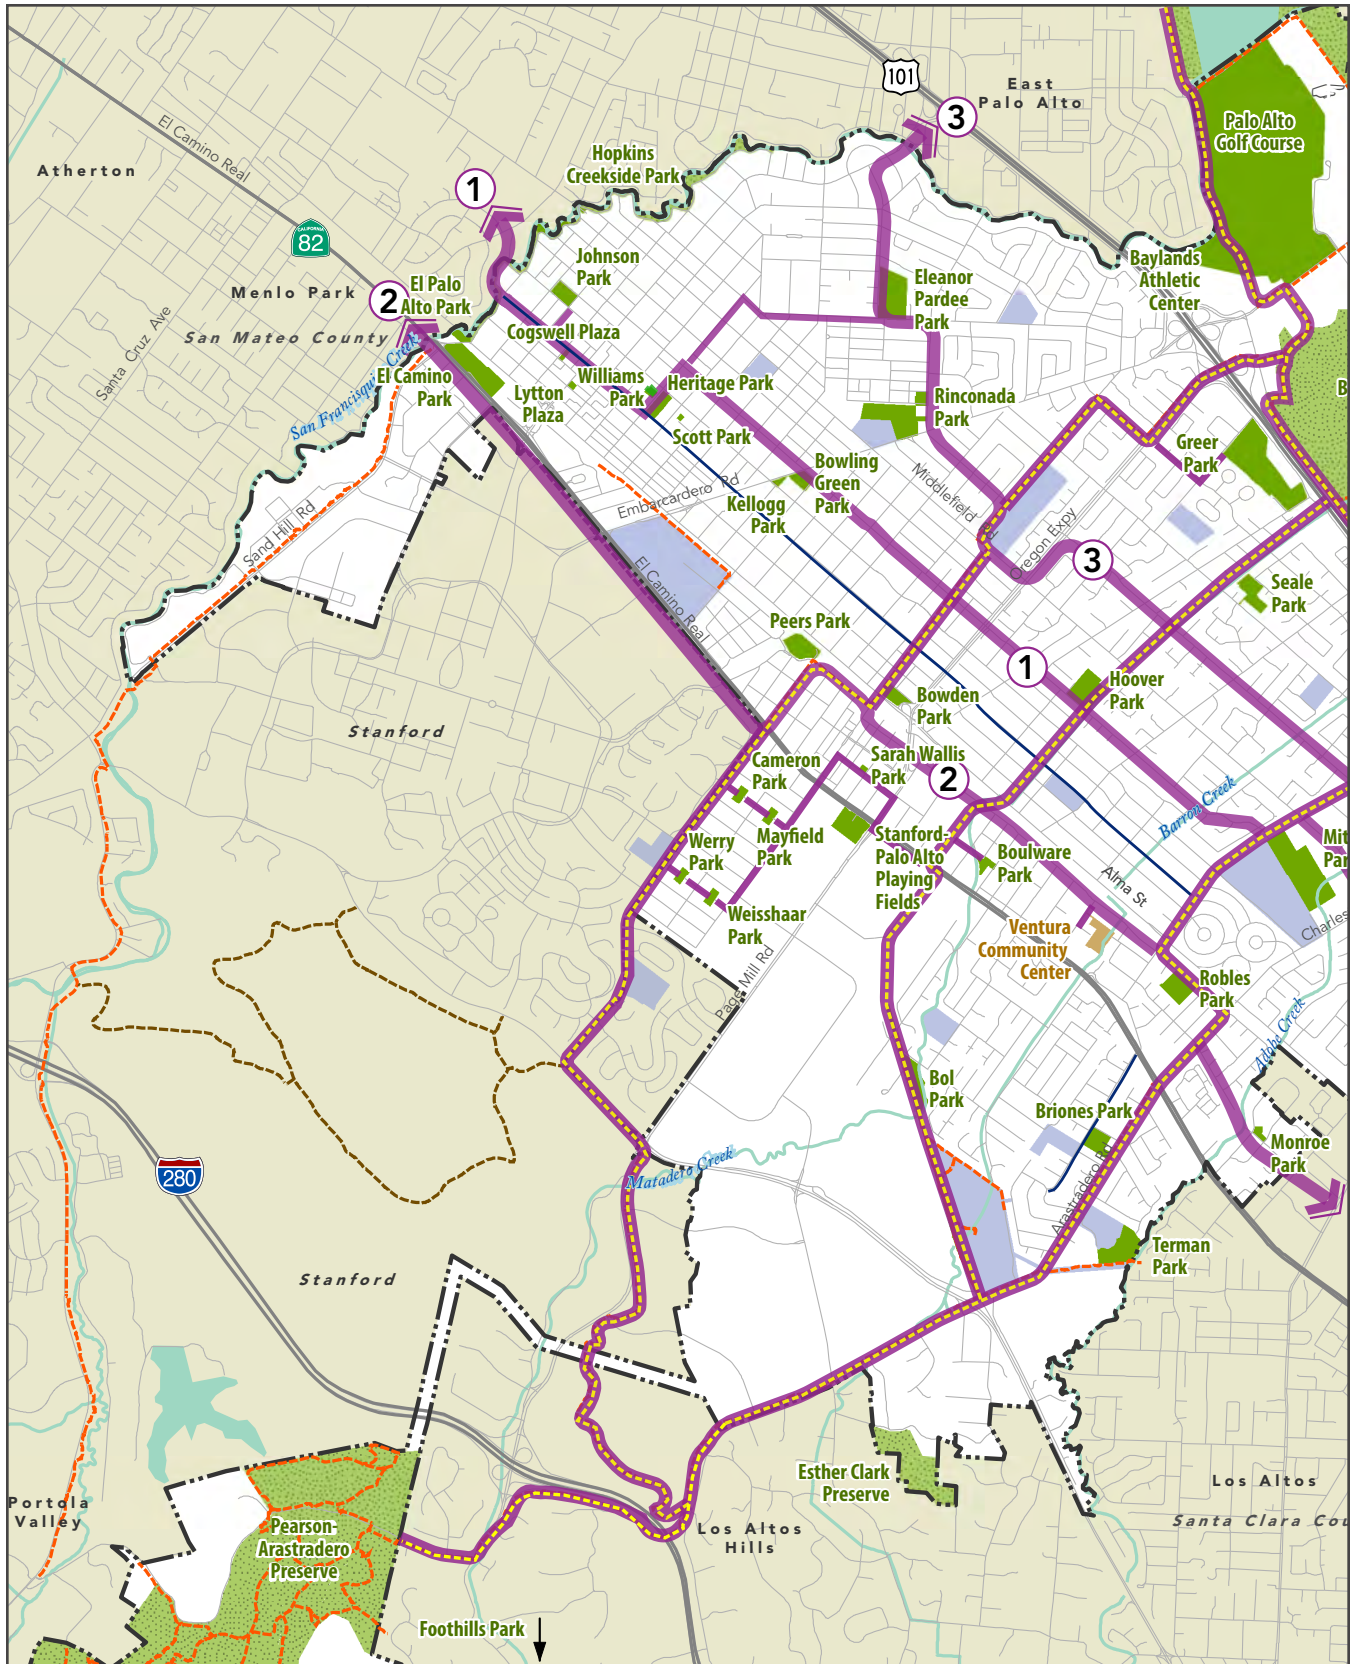 101
East
Palo Alto
3
Palo Alto
Golf Course
El Camino Real
Atherton
Hopkins
Creekside Park
1
CALIFORNIA
82
Johnson
Park
Baylands
Athletic
Center
Eleanor
Pardee
Park
Menlo Park
2
El Palo
Alto Park
San Mateo County
Santa Cruz Ave
Cogswell Plaza
San Francisquito Creek
El Camino
Park
Lytton
Plaza
Williams
Park
Heritage Park
Rinconada
Park
B
Scott Park
Greer
Park
Bowling
Green
Park
Middlefield
Embarcadero Rd
Kellogg
Park
Sand Hill Rd
Oregon Expy
3
El Camino Real
Seale
Park
Peers Park
1
Hoover
Park
Bowden
Park
Stanford
Cameron
Park
Sarah Wallis
Park
2
Barron Creek
Werry
Park
Mayfield
Park
Stanford-
Palo Alto
Playing
Fields
Boulware
Park
Mit
Par
Alma St
Weisshaar
Park
Ventura
Community
Center
Charles
Page Mill Rd
Robles
Park
Adobe Creek
Bol
Park
Briones Park
Monroe
Park
Matadero Creek
280
Arastradero Rd
Terman
Park
Stanford
Esther Clark
Preserve
Los Altos
Santa Clara Cou
Portola
Valley
Pearson-
Arastradero
Preserve
Los Altos
Hills
Foothills Park